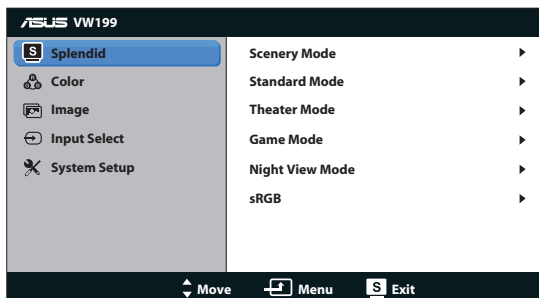 ASUS VW199
S Splendid
Color
Image
Input Select
System Setup
Scenery Mode
Standard Mode
Theater Mode
Game Mode
Night View Mode
sRGB
Move Menu S Exit